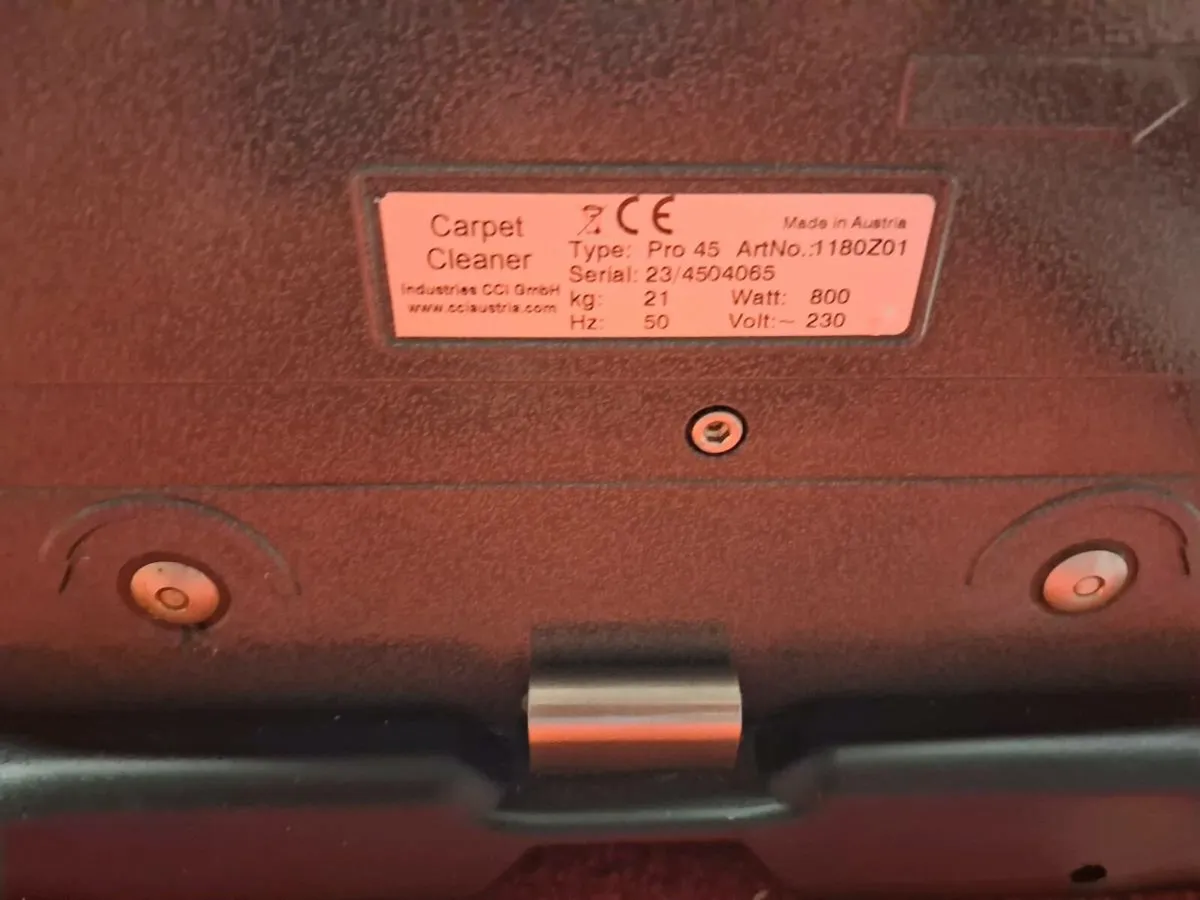 Carpet
Cleaner
Industries CCI GmbH
www.cciaustria.com
CE Made in Austria
Type: Pro 45 ArtNo.:1180Z01
Serial: 23/4504065
kg: 21 Watt: 800
Hz: 50 Volt:~ 230